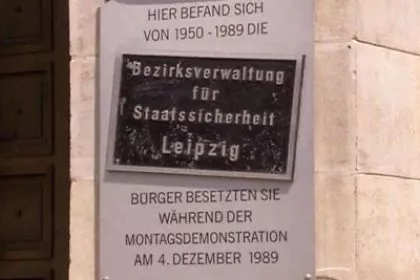 HIER BEFAND SICH
VON 1950 - 1989 DIE
Bezirksverwaltung
für
Staatssicherheit
Leipzig
BÜRGER BESETZTEN SIE
WÄHREND DER
MONTAGSDEMONSTRATION
AM 4. DEZEMBER 1989